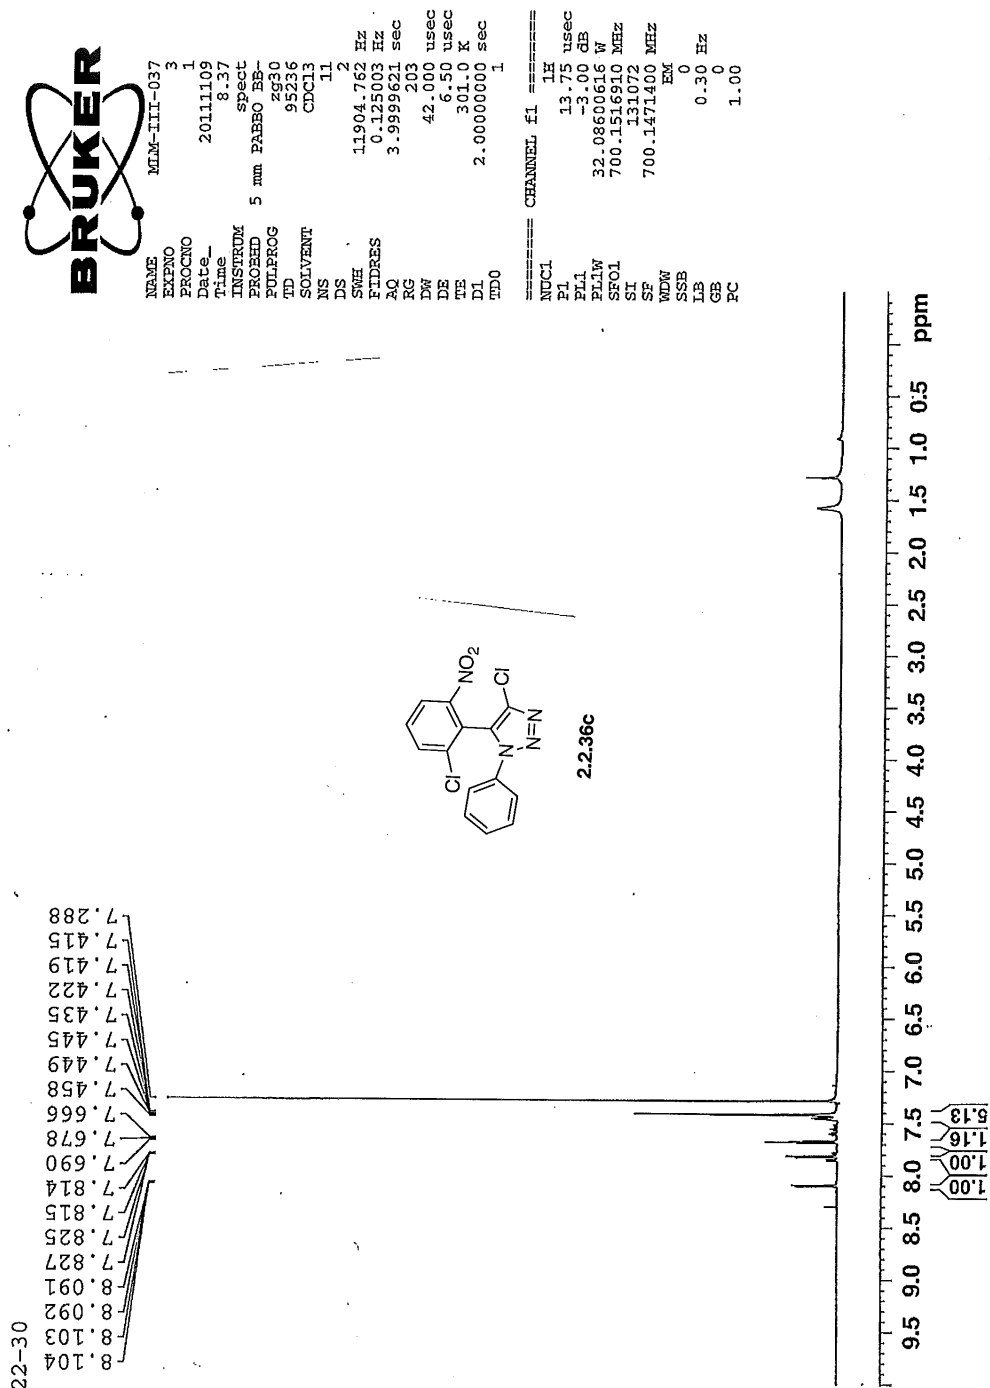 22-30
8.104
8.103
8.092
8.091
7.827
7.825
7.815
7.814
7.690
7.678
7.666
7.458
7.449
7.445
7.435
7.422
7.419
7.415
7.288
BRUKER
NAME MLM-III-037
EXPNO 3
PROCNO 1
Date_ 20111109
Time 8.37
INSTRUM spect
PROBHD 5 mm PABBO BB-
PULPROG zg30
TD 95236
SOLVENT CDCl3
NS 11
DS 2
SWH 11904.762 Hz
FIDRES 0.125003 Hz
AQ 3.9999621 sec
RG 203
DW 42.000 usec
DE 6.50 usec
TE 301.0 K
D1 2.00000000 sec
TD0 1
======== CHANNEL f1 ========
NUC1 1H
P1 13.75 usec
PL1 -3.00 dB
PL1W 32.08600616 W
SFO1 700.1516910 MHz
SI 131072
SF 700.1471400 MHz
WDW EM
SSB 0
LB 0.30 Hz
GB 0
PC 1.00
NO2
Cl
Cl
N
N=N
2.2.36c
9.5 9.0 8.5 8.0 7.5 7.0 6.5 6.0 5.5 5.0 4.5 4.0 3.5 3.0 2.5 2.0 1.5 1.0 0.5 ppm
1.00
1.00
1.16
5.13